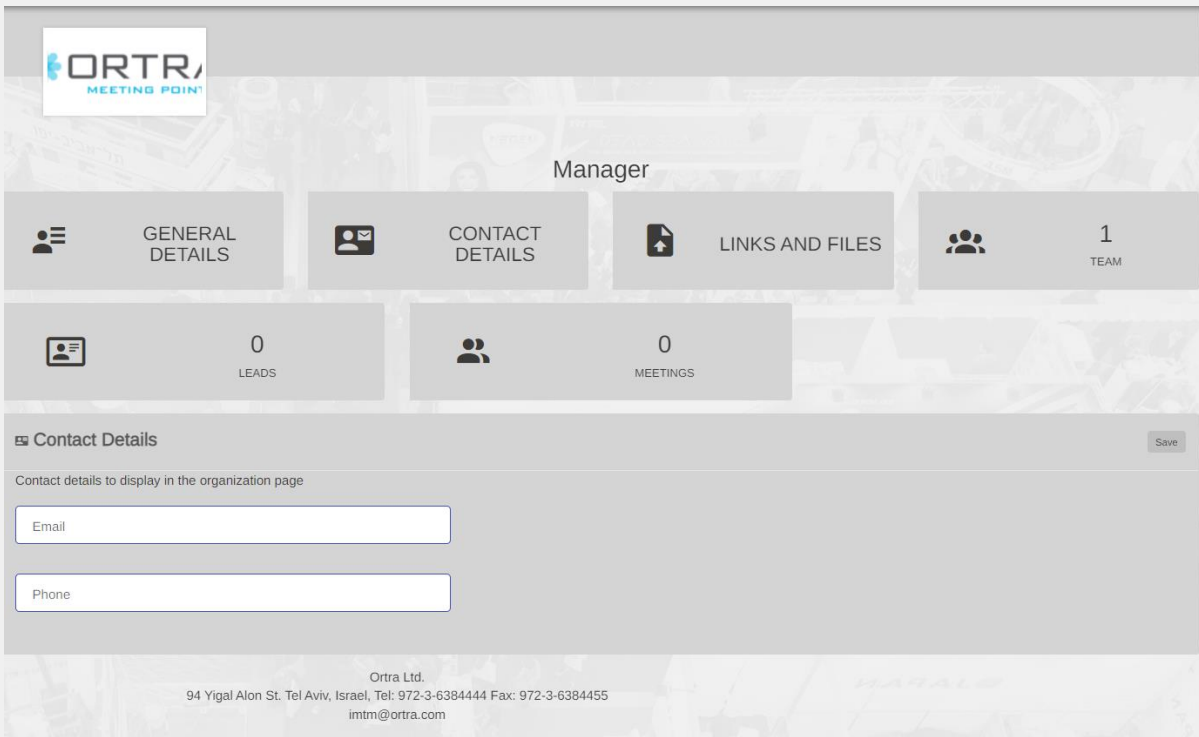 ORTRA
MEETING POINT
Manager
GENERAL
DETAILS
CONTACT
DETAILS
LINKS AND FILES
1
TEAM
0
LEADS
0
MEETINGS
Contact Details
Save
Contact details to display in the organization page
Email
Phone
Ortra Ltd.
94 Yigal Alon St. Tel Aviv, Israel, Tel: 972-3-6384444 Fax: 972-3-6384455
imtm@ortra.com